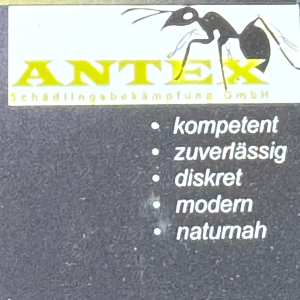 ANTEX
Schädlingsbekämpfung GmbH
• kompetent
• zuverlässig
• diskret
• modern
• naturnah